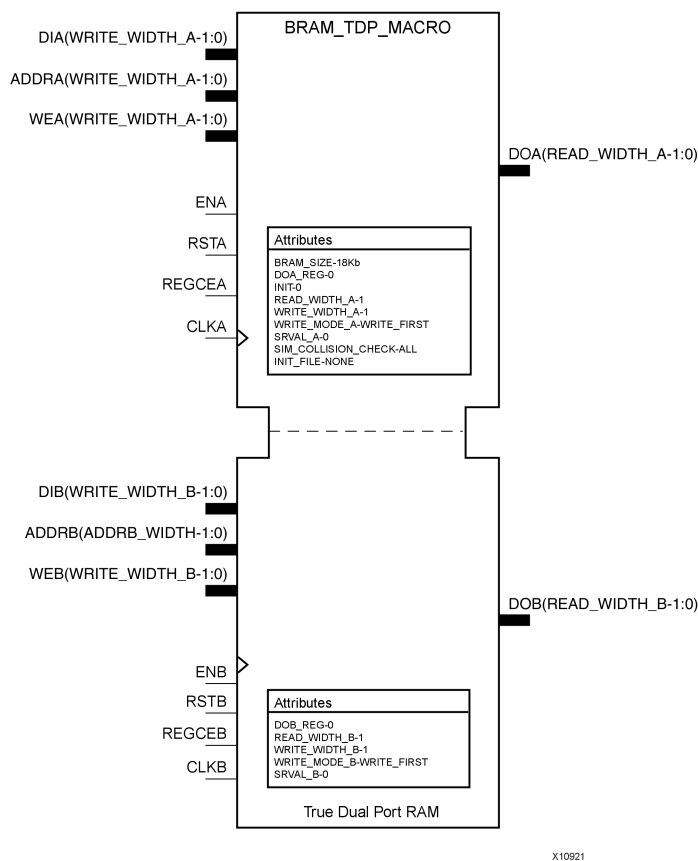 BRAM_TDP_MACRO
DIA(WRITE_WIDTH_A-1:0)
ADDRA(WRITE_WIDTH_A-1:0)
WEA(WRITE_WIDTH_A-1:0)
DOA(READ_WIDTH_A-1:0)
ENA
RSTA
REGCEA
CLKA
Attributes
BRAM_SIZE-18Kb
DOA_REG-0
INIT-0
READ_WIDTH_A-1
WRITE_WIDTH_A-1
WRITE_MODE_A-WRITE_FIRST
SRVAL_A-0
SIM_COLLISION_CHECK-ALL
INIT_FILE-NONE
DIB(WRITE_WIDTH_B-1:0)
ADDRB(ADDRB_WIDTH-1:0)
WEB(WRITE_WIDTH_B-1:0)
DOB(READ_WIDTH_B-1:0)
ENB
RSTB
REGCEB
CLKB
Attributes
DOB_REG-0
READ_WIDTH_B-1
WRITE_WIDTH_B-1
WRITE_MODE_B-WRITE_FIRST
SRVAL_B-0
True Dual Port RAM
X10921